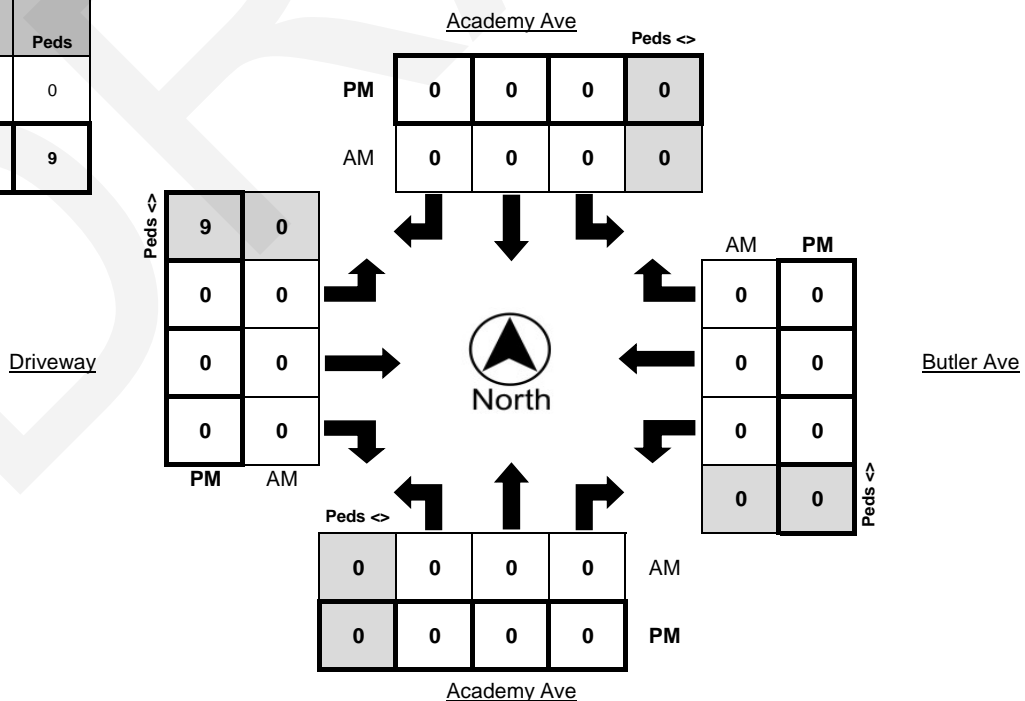 Academy Ave
Peds
Peds <>
0
PM 0 0 0 0
9
AM 0 0 0 0
Peds <> 9 0
AM PM
0 0
0 0
0 0
0 0
Driveway
North
Butler Ave
0 0
0 0
PM AM
0 0 Peds <>
Peds <>
0 0 0 0 AM
0 0 0 0 PM
Academy Ave